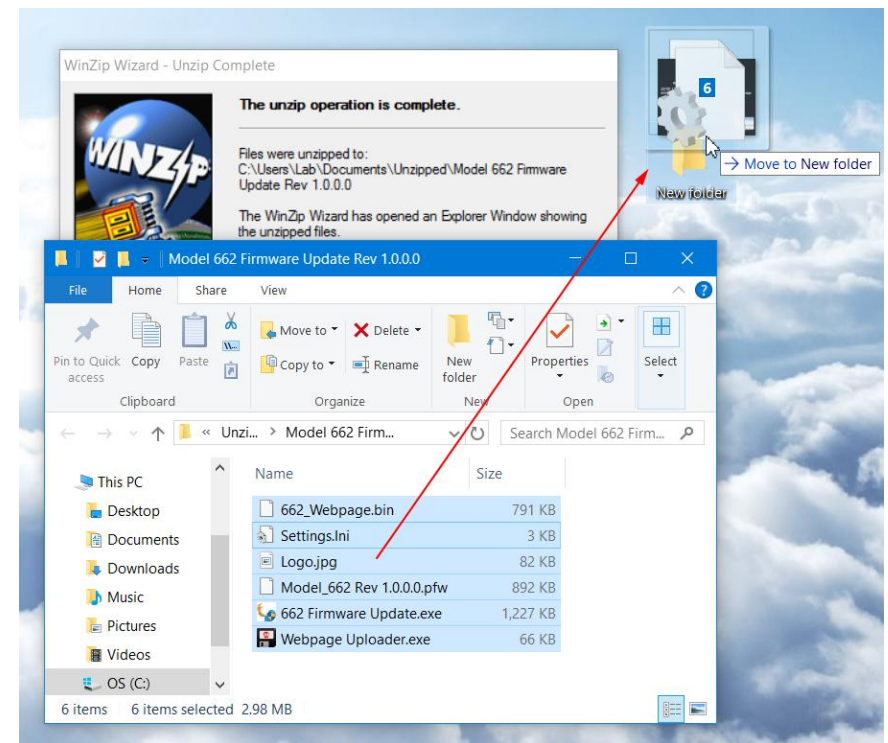 WinZip Wizard - Unzip Complete
The unzip operation is complete.
Files were unzipped to:
C:\Users\Lab\Documents\Unzipped\Model 662 Firmware
Update Rev 1.0.0.0
The WinZip Wizard has opened an Explorer Window showing
the unzipped files.
WINZIP
6
→ Move to New folder
New folder
Model 662 Firmware Update Rev 1.0.0.0
File Home Share View
Pin to Quick access
Copy
Paste
Move to
Copy to
Delete
Rename
New folder
Properties
Select
Clipboard Organize New Open
« Unzi... > Model 662 Firm...
Search Model 662 Firm...
This PC
Desktop
Documents
Downloads
Music
Pictures
Videos
OS (C:)
Name Size
662_Webpage.bin 791 KB
Settings.Ini 3 KB
Logo.jpg 82 KB
Model_662 Rev 1.0.0.0.pfw 892 KB
662 Firmware Update.exe 1,227 KB
Webpage Uploader.exe 66 KB
6 items 6 items selected 2.98 MB